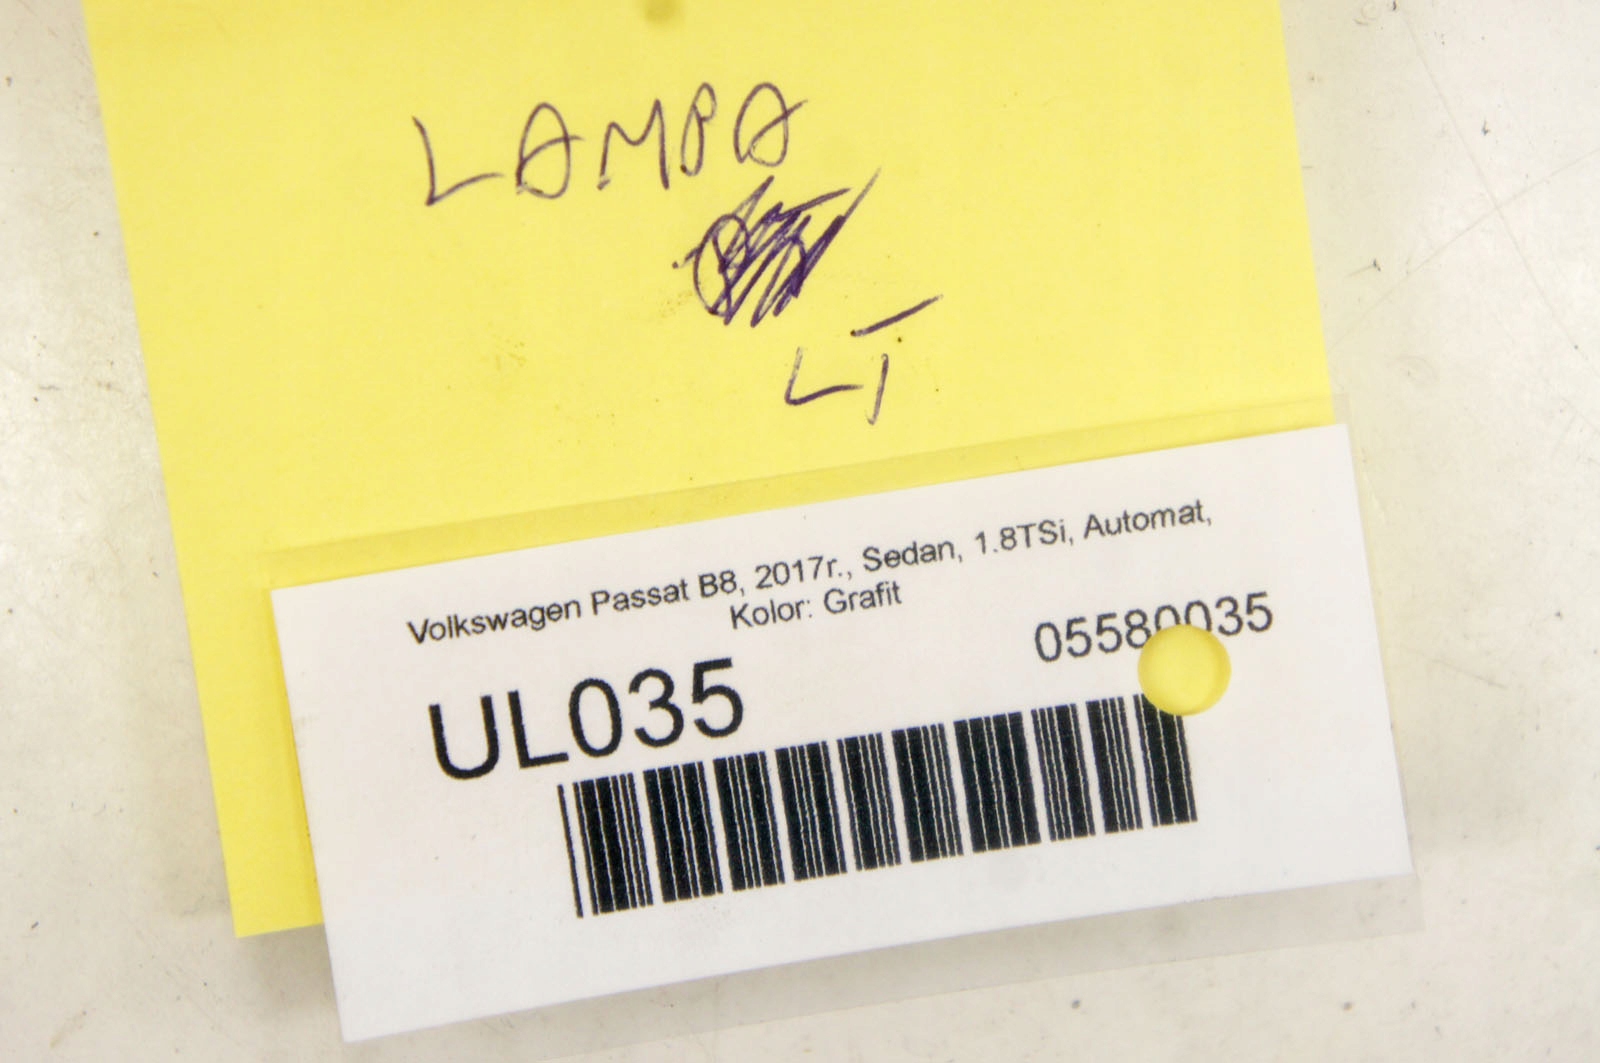 LAMPA
LT
Volkswagen Passat B8, 2017r., Sedan, 1.8TSi, Automat,
Kolor: Grafit
05580035
UL035